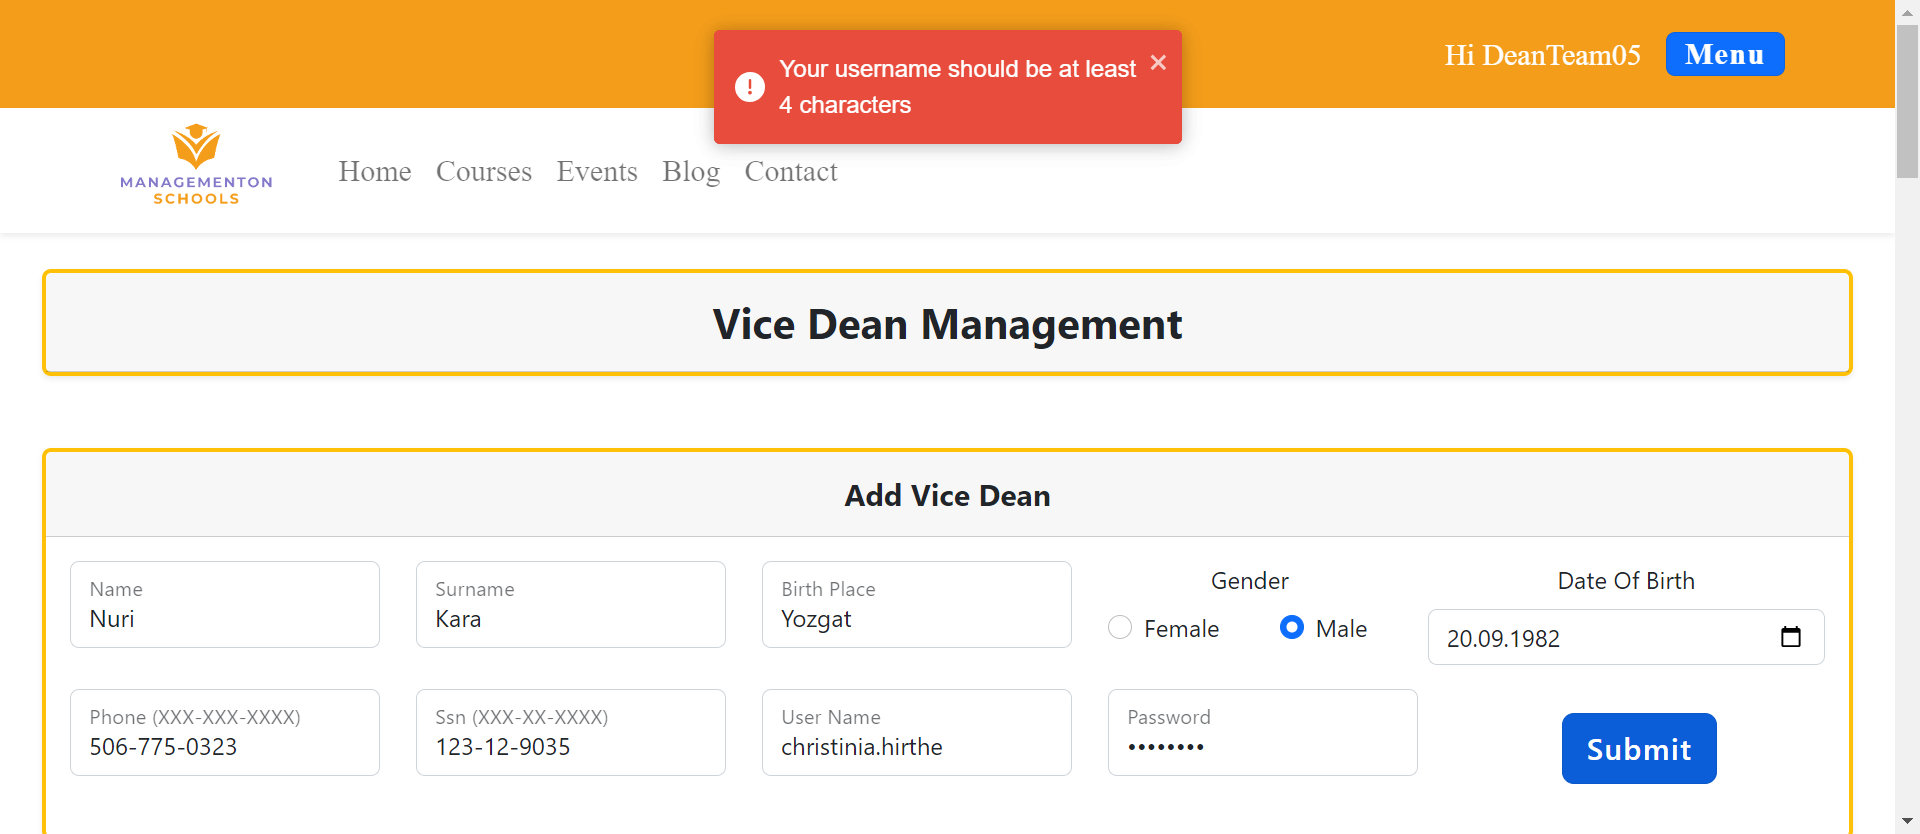 Your username should be at least
4 characters
Hi DeanTeam05
Menu
MANAGEMENTON
SCHOOLS
Home Courses Events Blog Contact
Vice Dean Management
Add Vice Dean
Name
Nuri
Surname
Kara
Birth Place
Yozgat
Gender
Female Male
Date Of Birth
20.09.1982
Phone (XXX-XXX-XXXX)
506-775-0323
Ssn (XXX-XX-XXXX)
123-12-9035
User Name
christinia.hirthe
Password
••••••••
Submit